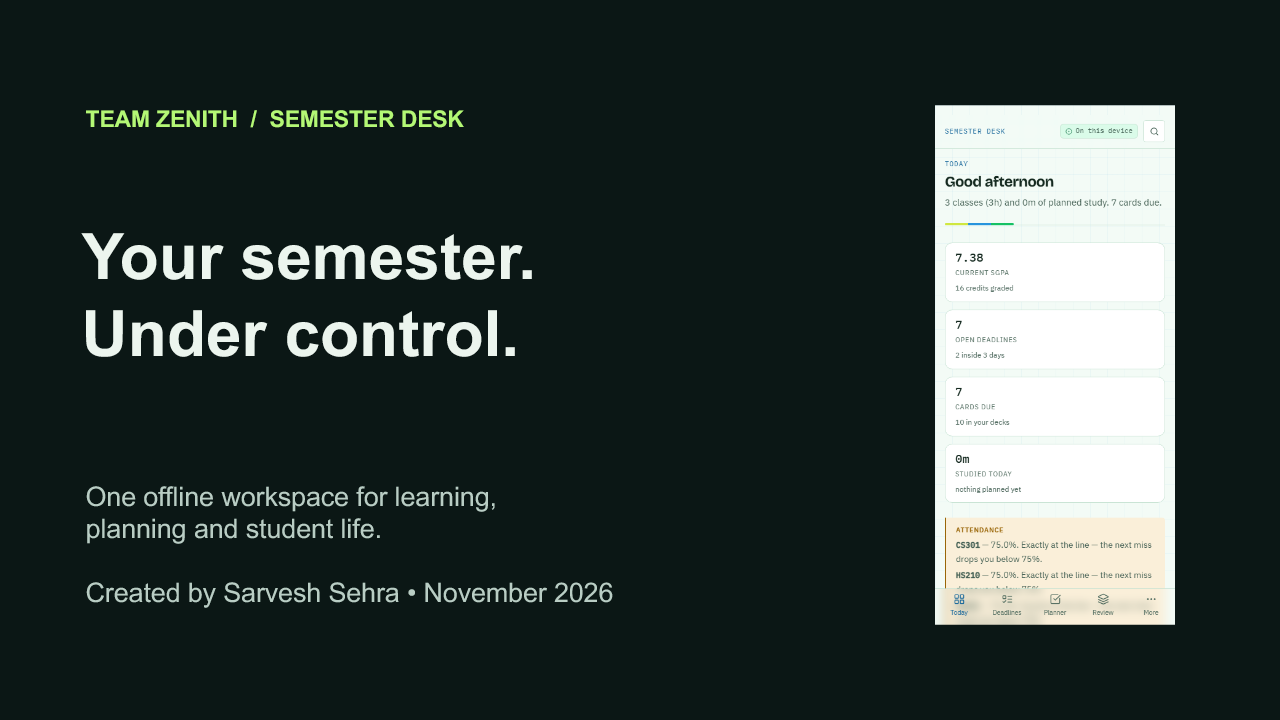 TEAM ZENITH / SEMESTER DESK
Your semester.
Under control.
One offline workspace for learning,
planning and student life.
Created by Sarvesh Sehra • November 2026
SEMESTER DESK
On this device
TODAY
Good afternoon
3 classes (3h) and 0m of planned study. 7 cards due.
7.38
CURRENT SGPA
16 credits graded
7
OPEN DEADLINES
2 inside 3 days
7
CARDS DUE
10 in your decks
0m
STUDIED TODAY
nothing planned yet
ATTENDANCE
CS301 — 75.0%. Exactly at the line — the next miss
drops you below 75%.
HS210 — 75.0%. Exactly at the line — the next miss
Today
Deadlines
Planner
Review
More